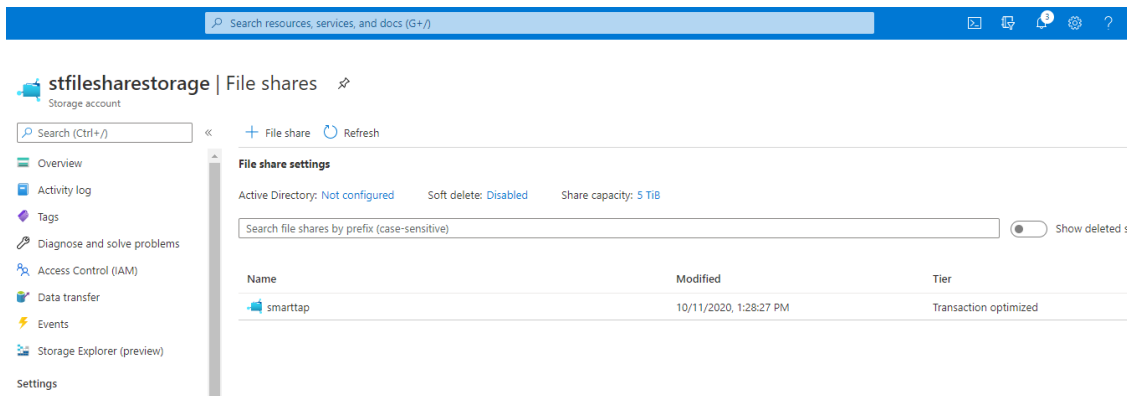 Search resources, services, and docs (G+/)
3
stfilesharestorage | File shares
Storage account
Search (Ctrl+/)
«
File share
Refresh
Overview
Activity log
Tags
Diagnose and solve problems
Access Control (IAM)
Data transfer
Events
Storage Explorer (preview)
Settings
File share settings
Active Directory: Not configured Soft delete: Disabled Share capacity: 5 TiB
Search file shares by prefix (case-sensitive)
Show deleted s
Name Modified Tier
smarttap 10/11/2020, 1:28:27 PM Transaction optimized